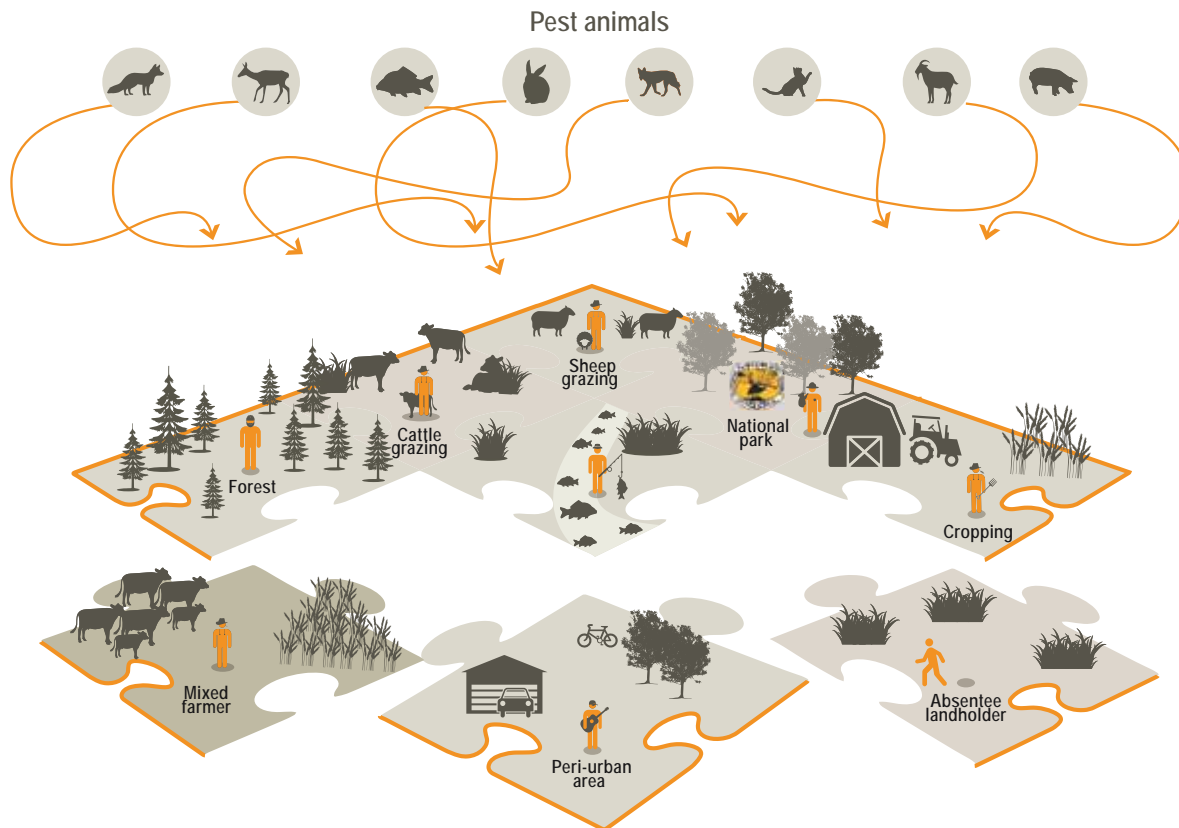 Pest animals
Sheep
grazing
National
park
Cattle
grazing
Forest
Cropping
Mixed
farmer
Absentee
landholder
Peri-urban
area